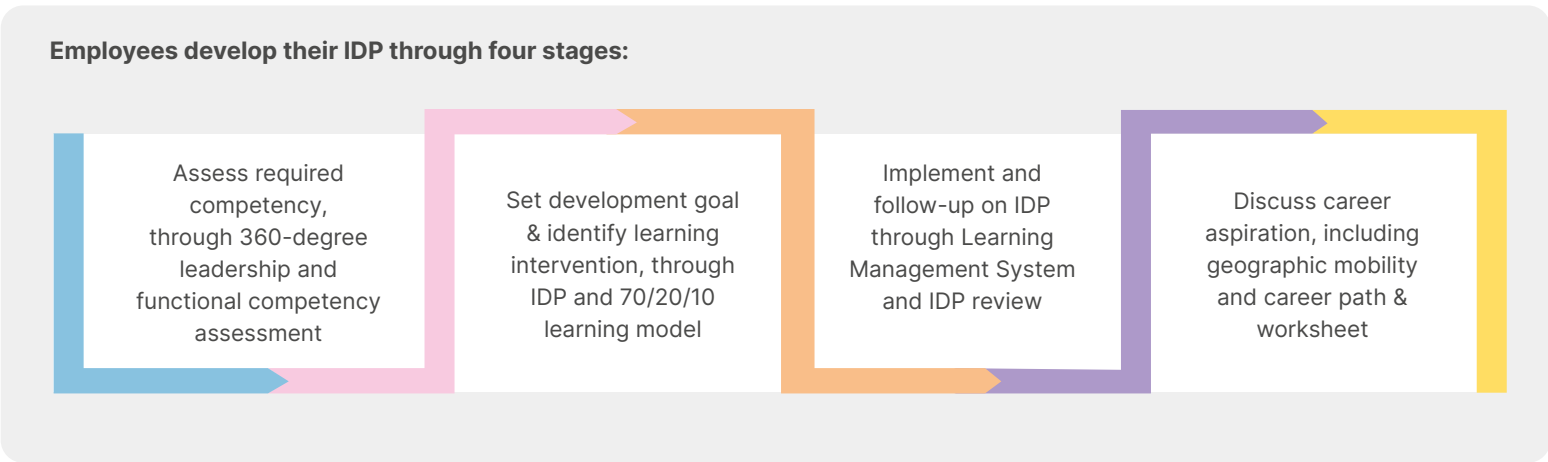 Employees develop their IDP through four stages:
Assess required
competency,
through 360-degree
leadership and
functional competency
assessment
Set development goal
& identify learning
intervention, through
IDP and 70/20/10
learning model
Implement and
follow-up on IDP
through Learning
Management System
and IDP review
Discuss career
aspiration, including
geographic mobility
and career path &
worksheet